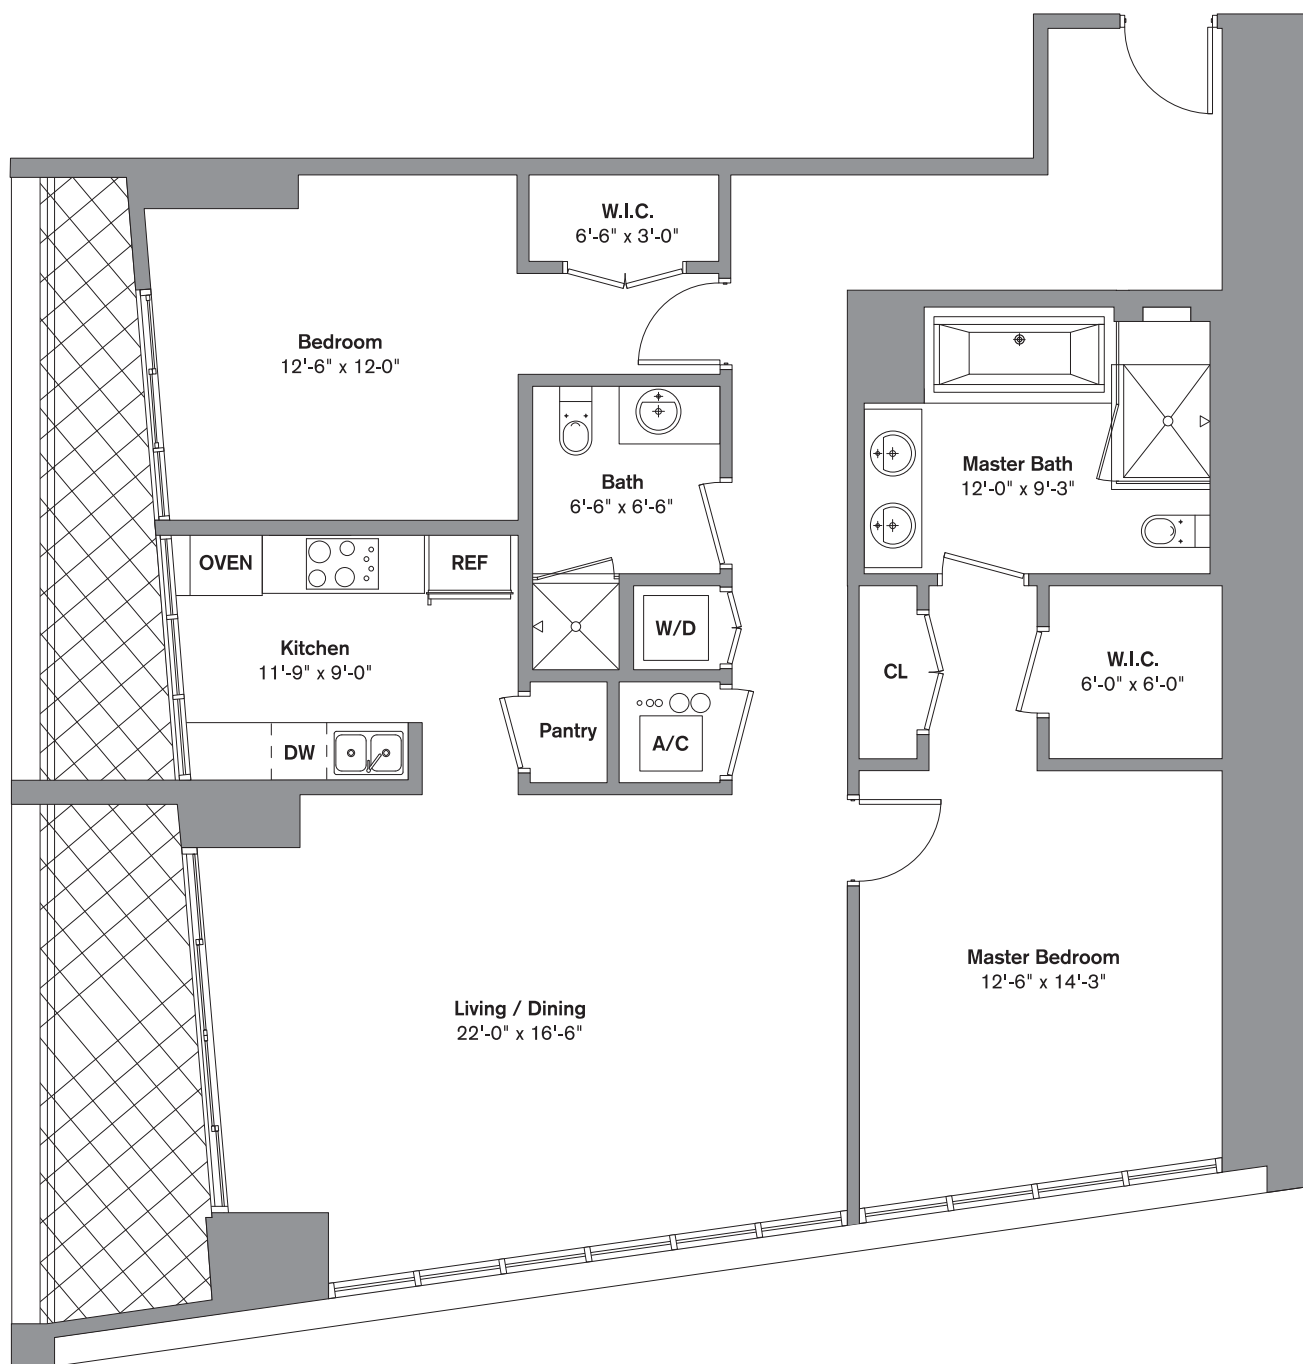 W.I.C.
6'-6" x 3'-0"
Bedroom
12'-6" x 12-0"
Master Bath
12'-0" x 9'-3"
Bath
6'-6" x 6'-6"
OVEN
REF
W/D
Kitchen
11'-9" x 9'-0"
CL
W.I.C.
6'-0" x 6'-0"
Pantry
A/C
DW
Master Bedroom
12'-6" x 14'-3"
Living / Dining
22'-0" x 16'-6"